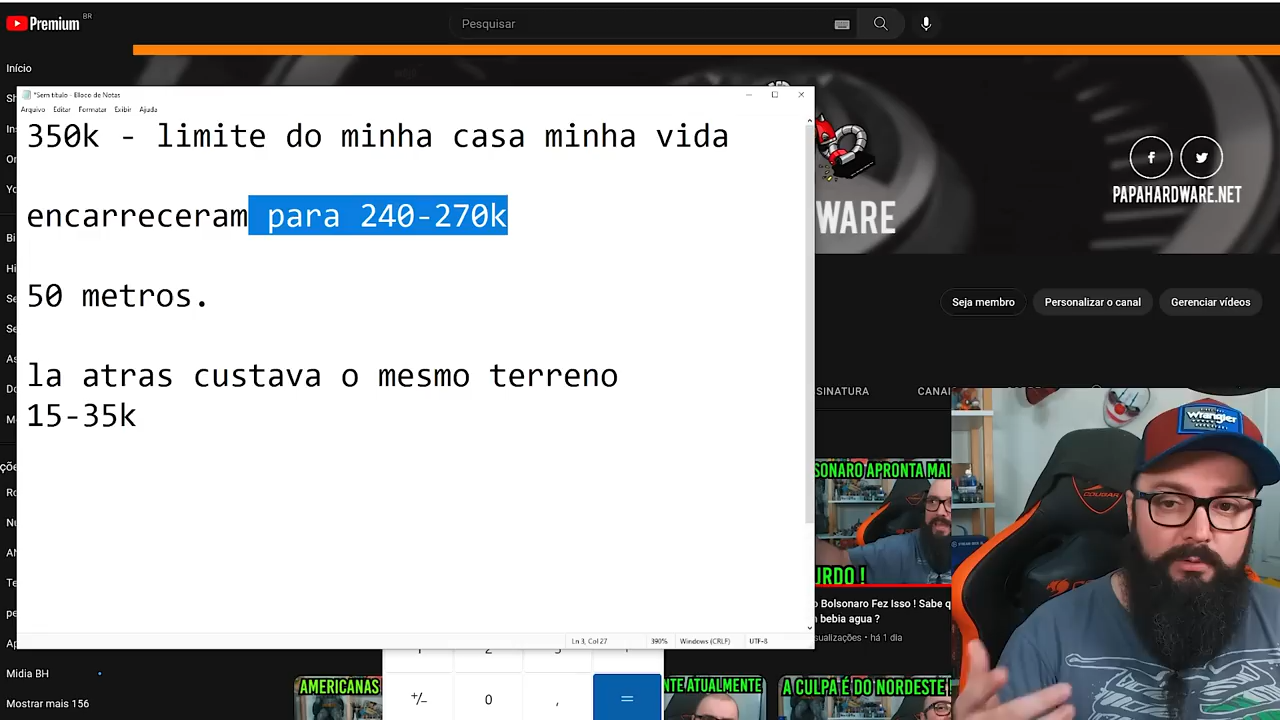 Premium BR
Pesquisar
Início
*Sem título - Bloco de Notas
Arquivo Editar Formatar Exibir Ajuda
350k - limite do minha casa minha vida
encarreceram para 240-270k
50 metros.
la atras custava o mesmo terreno
15-35k
Ln 3, Col 27 390% Windows (CRLF) UTF-8
WARE
PAPAHARDWARE.NET
Seja membro Personalizar o canal Gerenciar vídeos
SINATURA CANAI
Wrangler
COUGAR
SONARO APRONTA MAI
URDO !
o Bolsonaro Fez Isso ! Sabe q
m bebia agua ?
sualizações • há 1 dia
Midia BH
Mostrar mais 156
+/- 0 , =
AMERICANAS
NTE ATUALMENTE
A CULPA É DO NORDESTE !